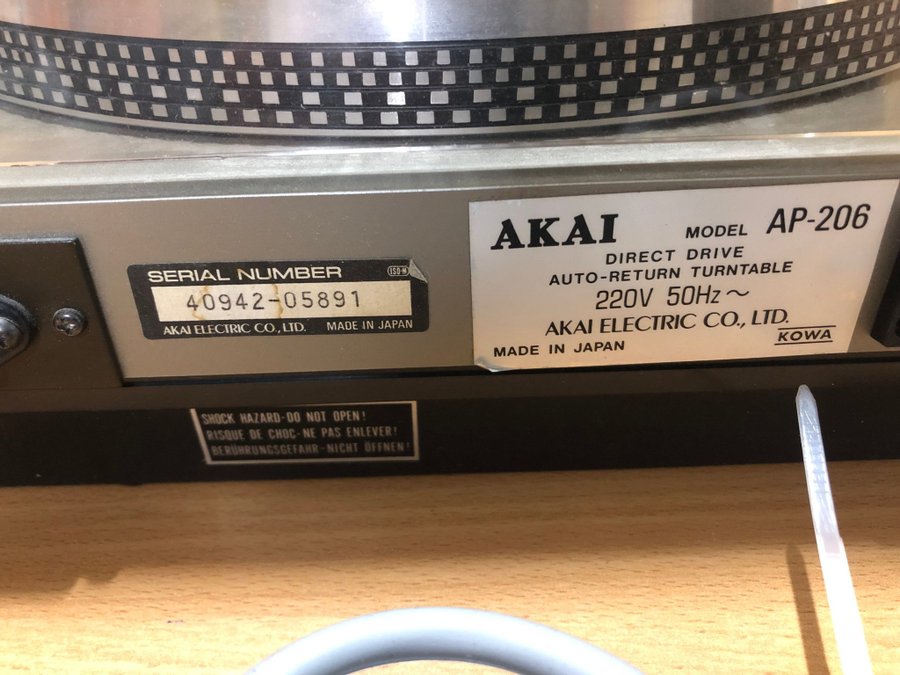 SERIAL NUMBER
ISO-M
40942-05891
AKAI ELECTRIC CO., LTD. MADE IN JAPAN
AKAI MODEL AP-206
DIRECT DRIVE
AUTO-RETURN TURNTABLE
220V 50Hz～
AKAI ELECTRIC CO., LTD.
MADE IN JAPAN
KOWA
SHOCK HAZARD-DO NOT OPEN!
RISQUE DE CHOC-NE PAS ENLEVER!
BERÜHRUNGSGEFAHR-NICHT ÖFFNEN!